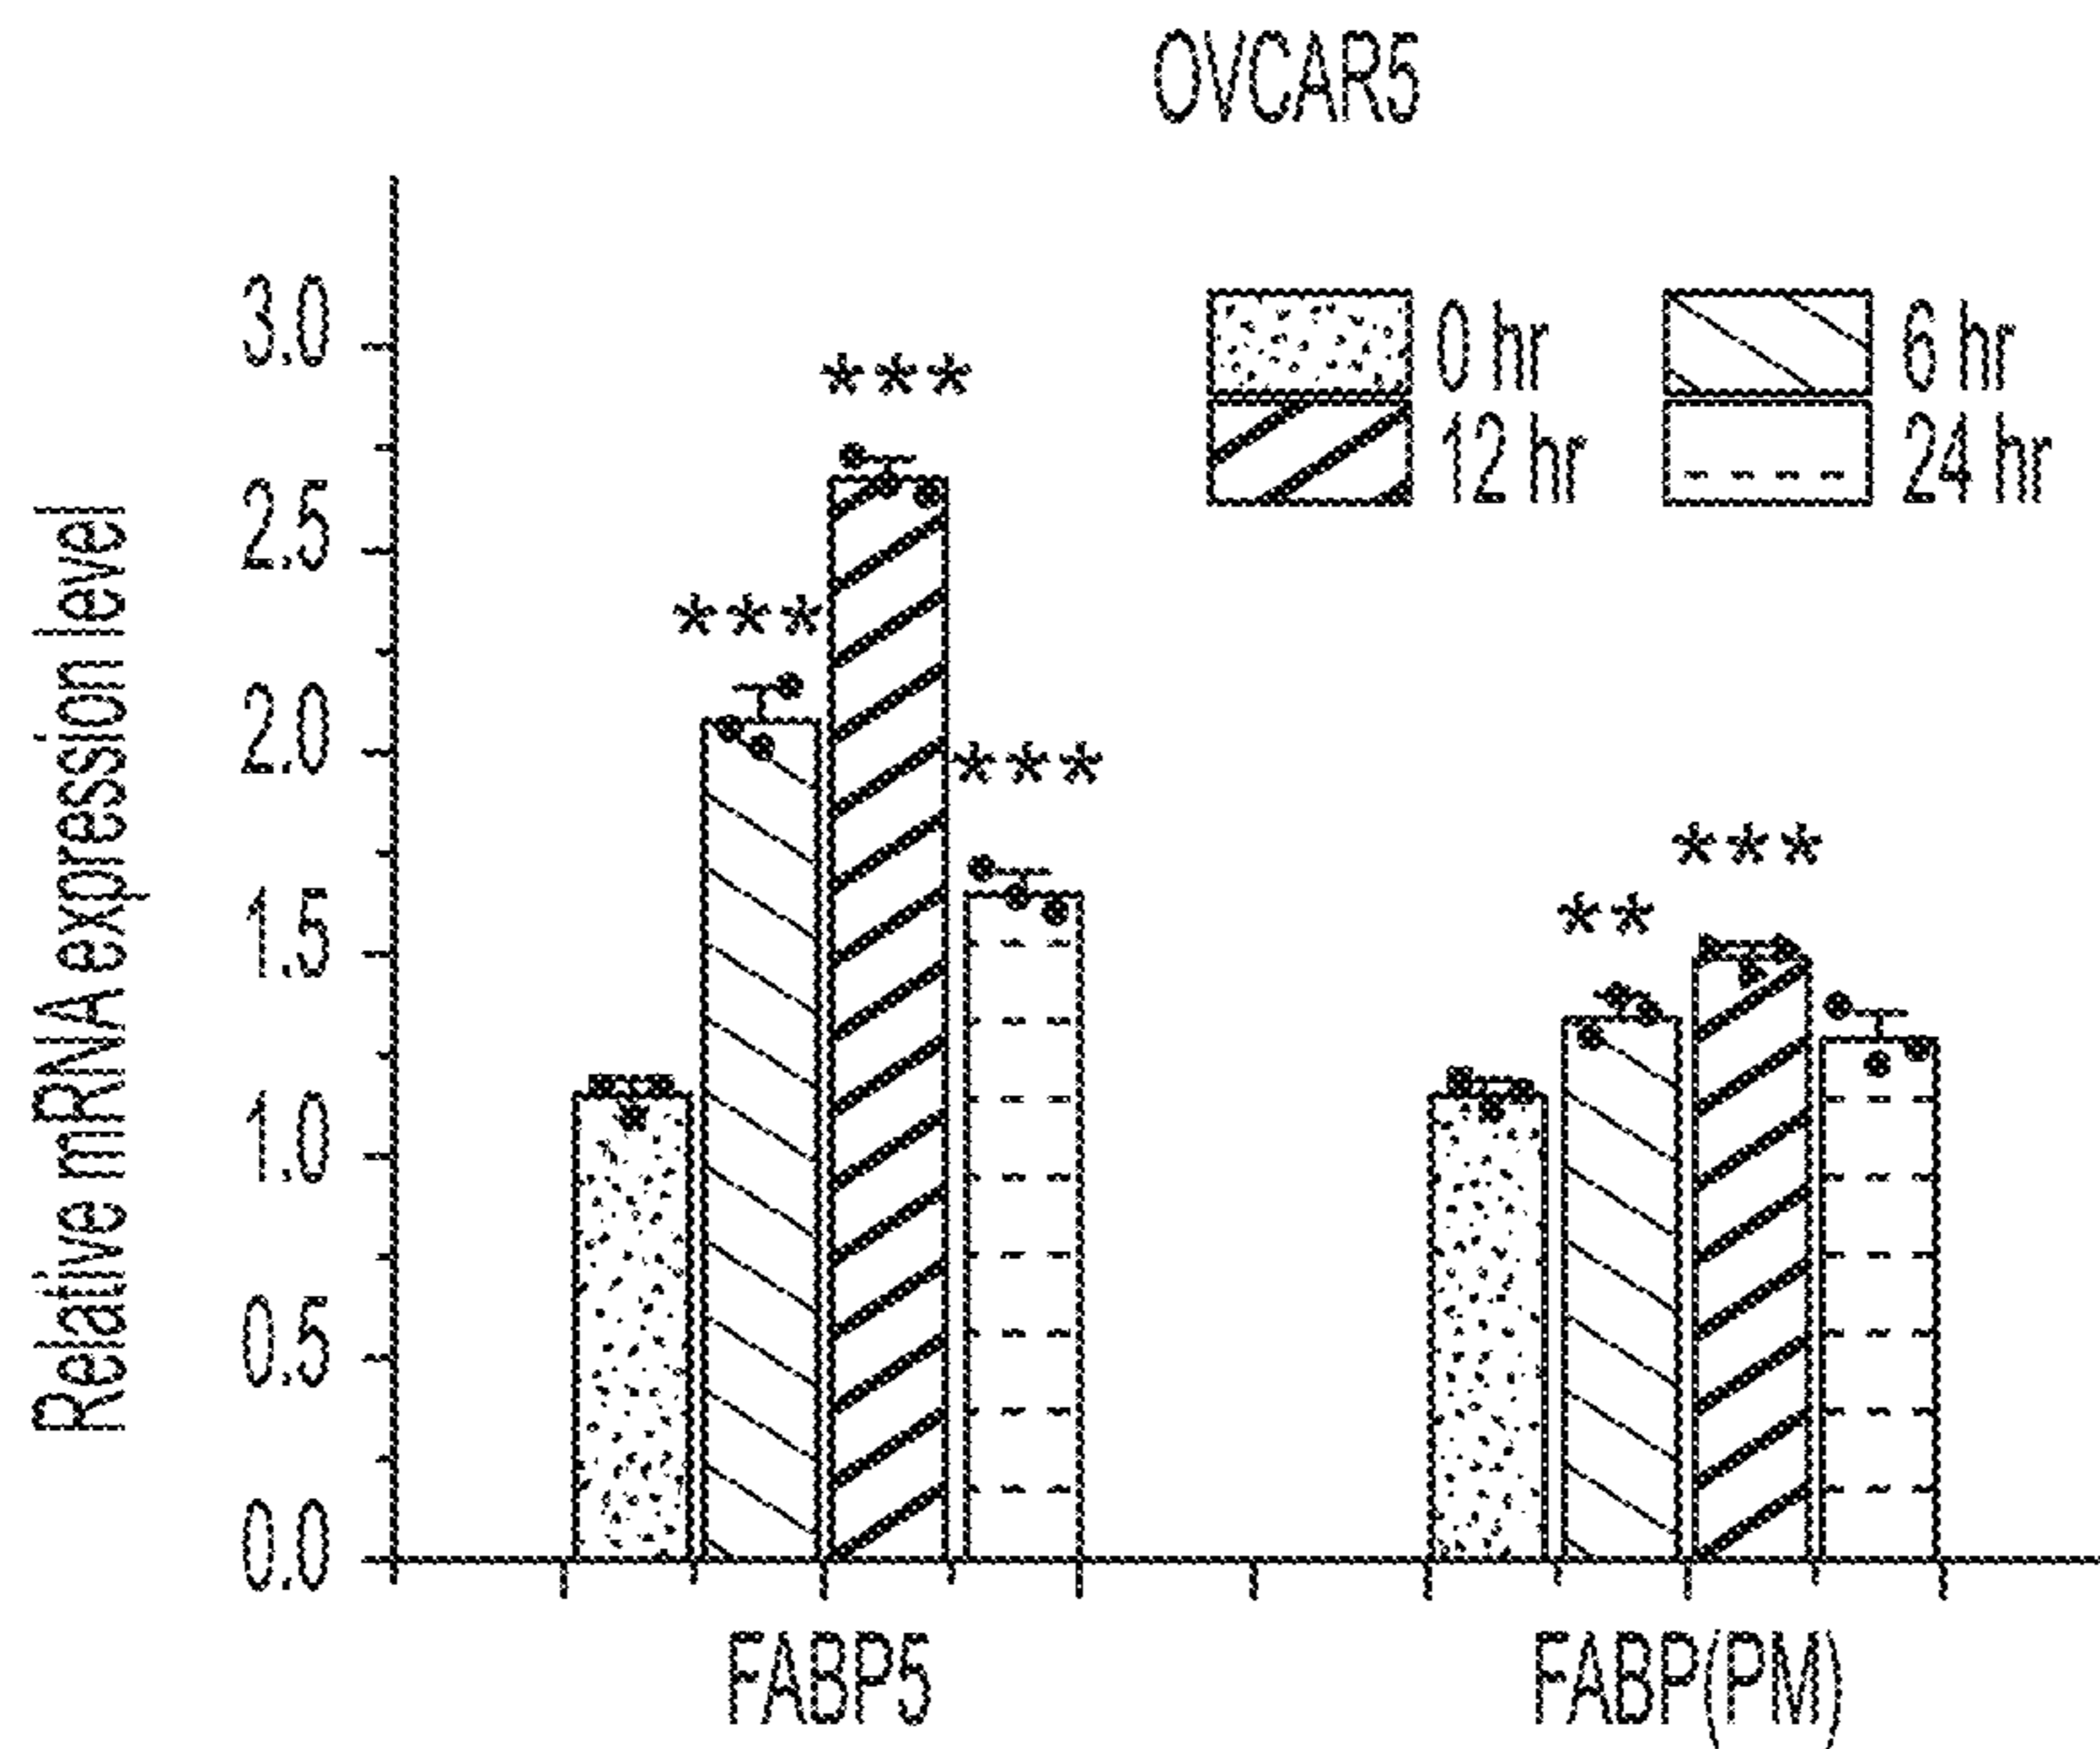 OVCAR5
Relative mRNA expression level
3.0
2.5
2.0
1.5
1.0
0.5
0.0
0 hr
6 hr
12 hr
24 hr
***
***
***
**
***
FABP5
FABP(PM)